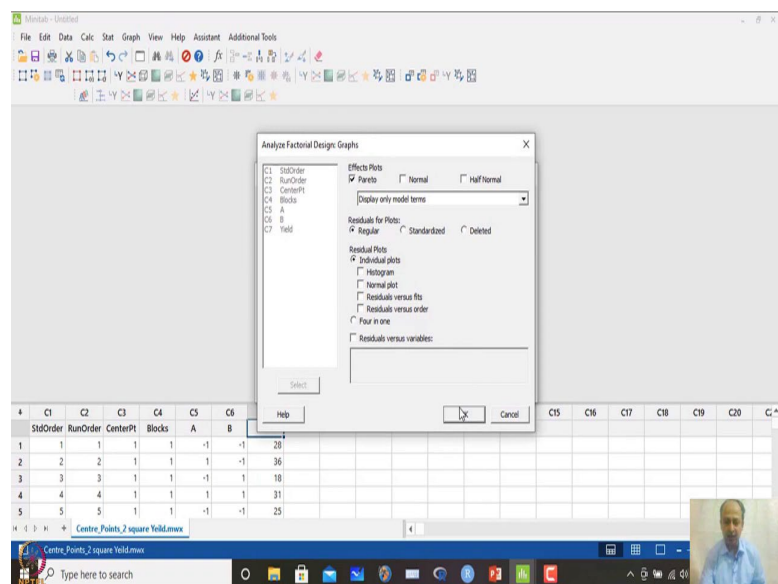 Minitab - Untitled
File Edit Data Calc Stat Graph View Help Assistant Additional Tools
Analyze Factorial Design: Graphs X
C1 StdOrder
C2 RunOrder
C3 CenterPt
C4 Blocks
C5 A
C6 B
C7 Yield
Effects Plots
Pareto Normal Half Normal
Display only model terms
Residuals for Plots:
Regular Standardized Deleted
Residual Plots
Individual plots
Histogram
Normal plot
Residuals versus fits
Residuals versus order
Four in one
Residuals versus variables:
Select
Help Cancel
C1 C2 C3 C4 C5 C6 C15 C16 C17 C18 C19 C20
StdOrder RunOrder CenterPt Blocks A B
1 1 1 1 1 -1 -1 28
2 2 2 1 1 1 -1 36
3 3 3 1 1 -1 1 18
4 4 4 1 1 1 1 31
5 5 5 1 1 -1 -1 25
Centre_Points_2 square Yeild.mwx
Centre_Points_2 square Yeild.mwx
NPTEL
Type here to search